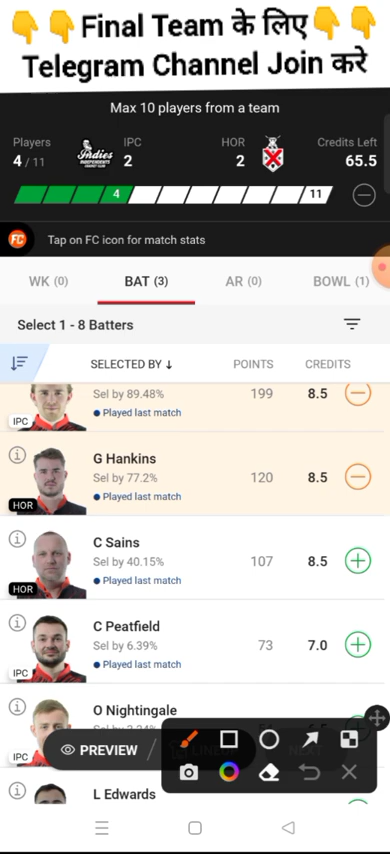 👇👇Final Team के लिए👇👇
Telegram Channel Join करे
Max 10 players from a team
Players IPC HOR Credits Left
4 / 11 Indies 2 2 65.5
4 11
FC Tap on FC icon for match stats
WK (0) BAT (3) AR (0) BOWL (1)
Select 1 - 8 Batters
SELECTED BY ↓ POINTS CREDITS
Sel by 89.48% 199 8.5
Played last match
IPC
G Hankins
Sel by 77.2% 120 8.5
Played last match
HOR
C Sains
Sel by 40.15% 107 8.5
Played last match
HOR
C Peatfield
Sel by 6.39% 73 7.0
Played last match
IPC
O Nightingale
IPC
PREVIEW
L Edwards